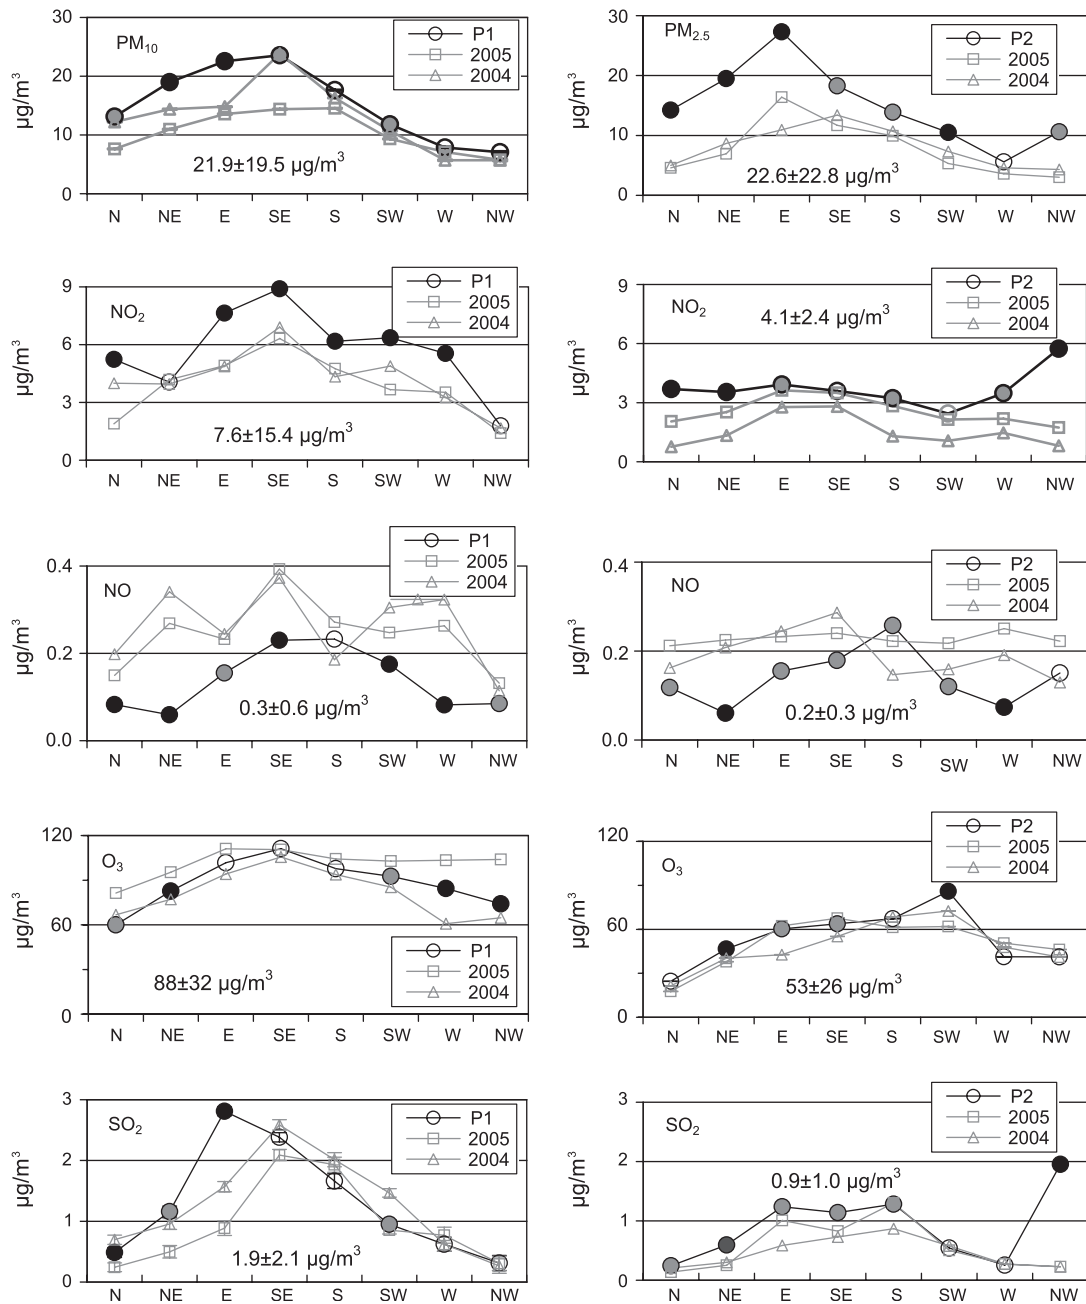 30
PM10
P1
2005
2004
20
µg/m³
10
21.9±19.5 µg/m³
0
N NE E SE S SW W NW
30
PM2.5
P2
2005
2004
20
µg/m³
10
22.6±22.8 µg/m³
0
N NE E SE S SW W NW
9
NO2
P1
2005
2004
6
µg/m³
3
7.6±15.4 µg/m³
0
N NE E SE S SW W NW
9
NO2
4.1±2.4 µg/m³
P2
2005
2004
6
µg/m³
3
0
N NE E SE S SW W NW
0.4
NO
P1
2005
2004
µg/m³
0.2
0.3±0.6 µg/m³
0.0
N NE E SE S SW W NW
0.4
NO
P2
2005
2004
µg/m³
0.2
0.2±0.3 µg/m³
0.0
N NE E SE S SW W NW
120
O3
µg/m³
60
P1
2005
2004
88±32 µg/m³
0
N NE E SE S SW W NW
120
O3
P2
2005
2004
µg/m³
60
53±26 µg/m³
0
N NE E SE S SW W NW
3
SO2
P1
2005
2004
2
µg/m³
1
1.9±2.1 µg/m³
0
N NE E SE S SW W NW
3
SO2
P2
2005
2004
2
µg/m³
0.9±1.0 µg/m³
1
0
N NE E SE S SW W NW